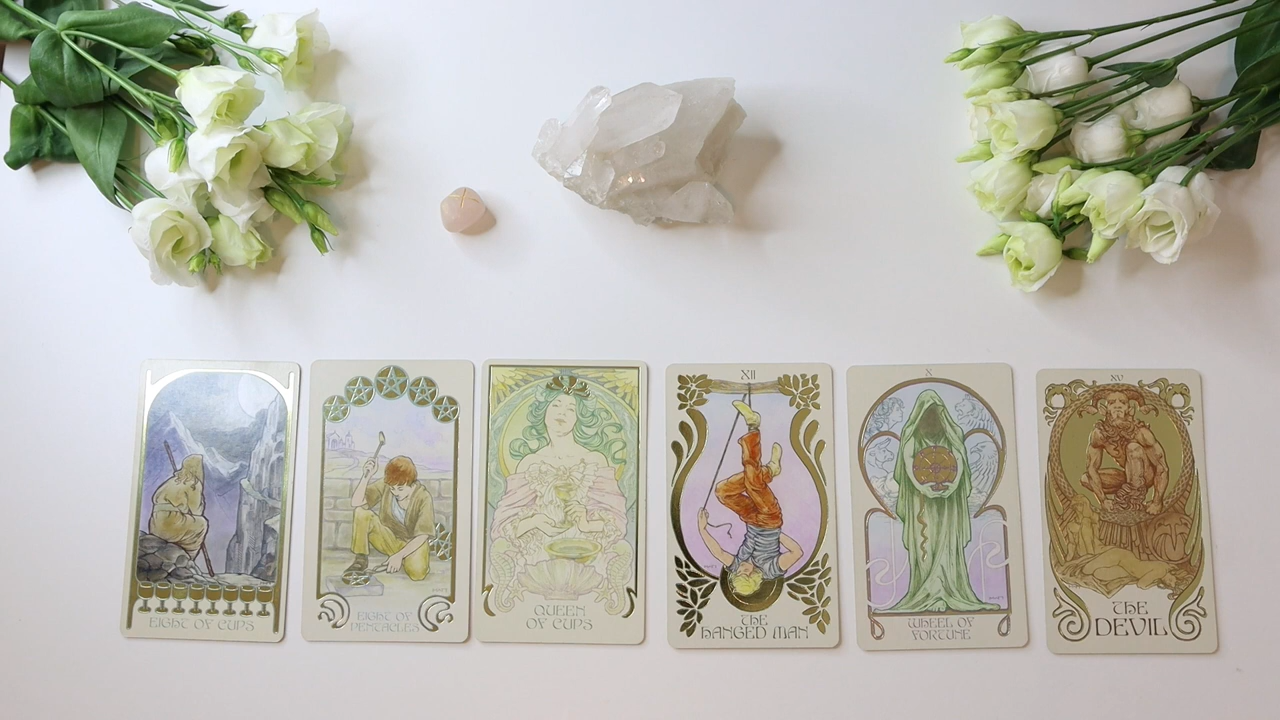 EIGHT OF CUPS
EIGHT OF
PENTACLES
QUEEN
OF CUPS
XII
THE
HANGED MAN
X
WHEEL OF
FORTUNE
XV
THE
DEVIL